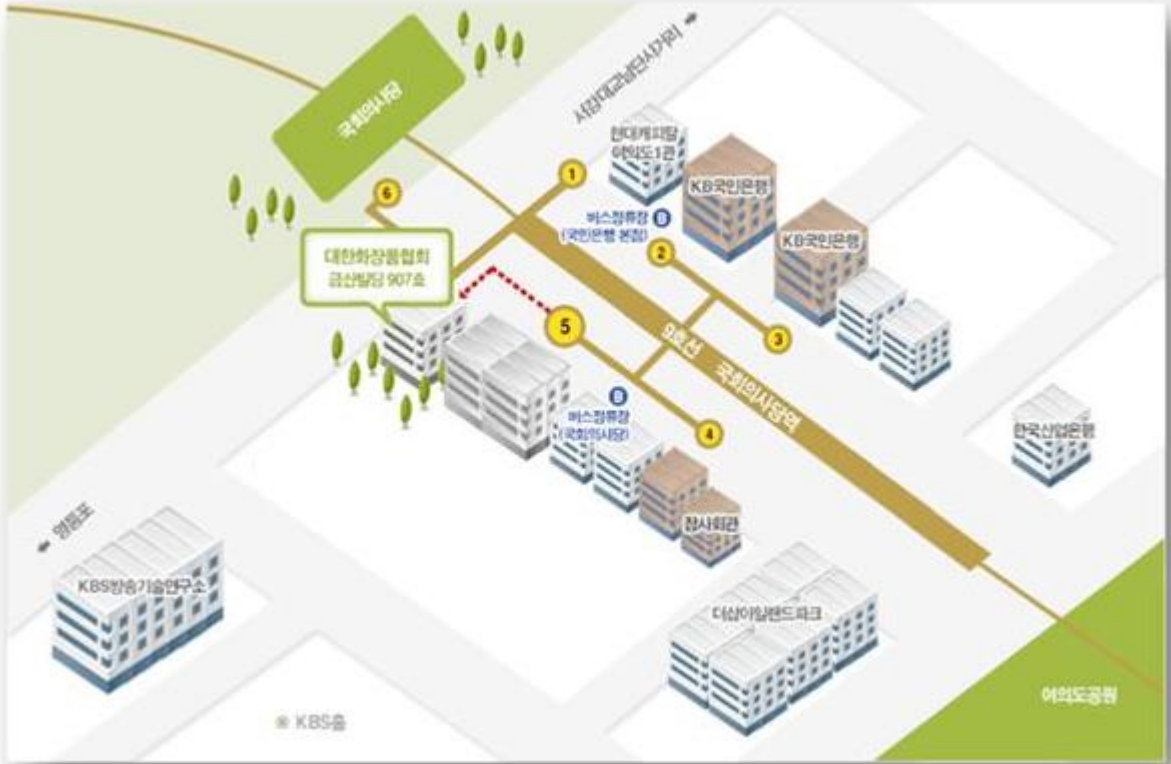 국회의사당
서강대교남단사거리
현대캐피탈
여의도1관
KB국민은행
KB국민은행
버스정류장 B
(국민은행 본점)
1
2
3
4
5
6
대한화장품협회
금산빌딩 907호
9호선 국회의사당역
B
버스정류장
(국회의사당)
한국산업은행
잠사회관
영등포
KBS방송기술연구소
더샵아일랜드파크
여의도공원
KBS홀